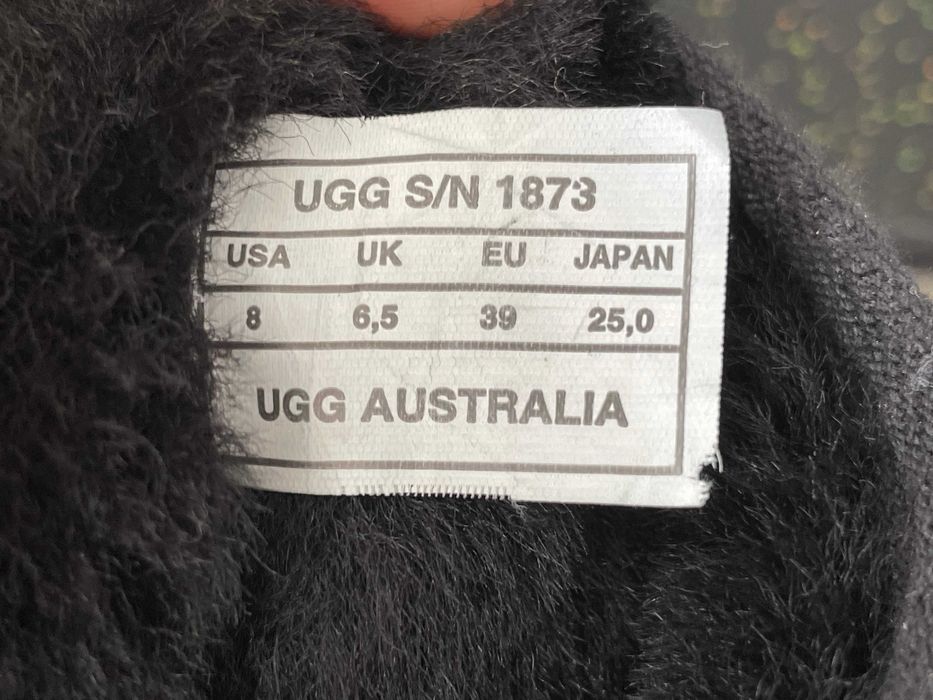 UGG S/N 1873
USA UK EU JAPAN
8 6,5 39 25,0
UGG AUSTRALIA